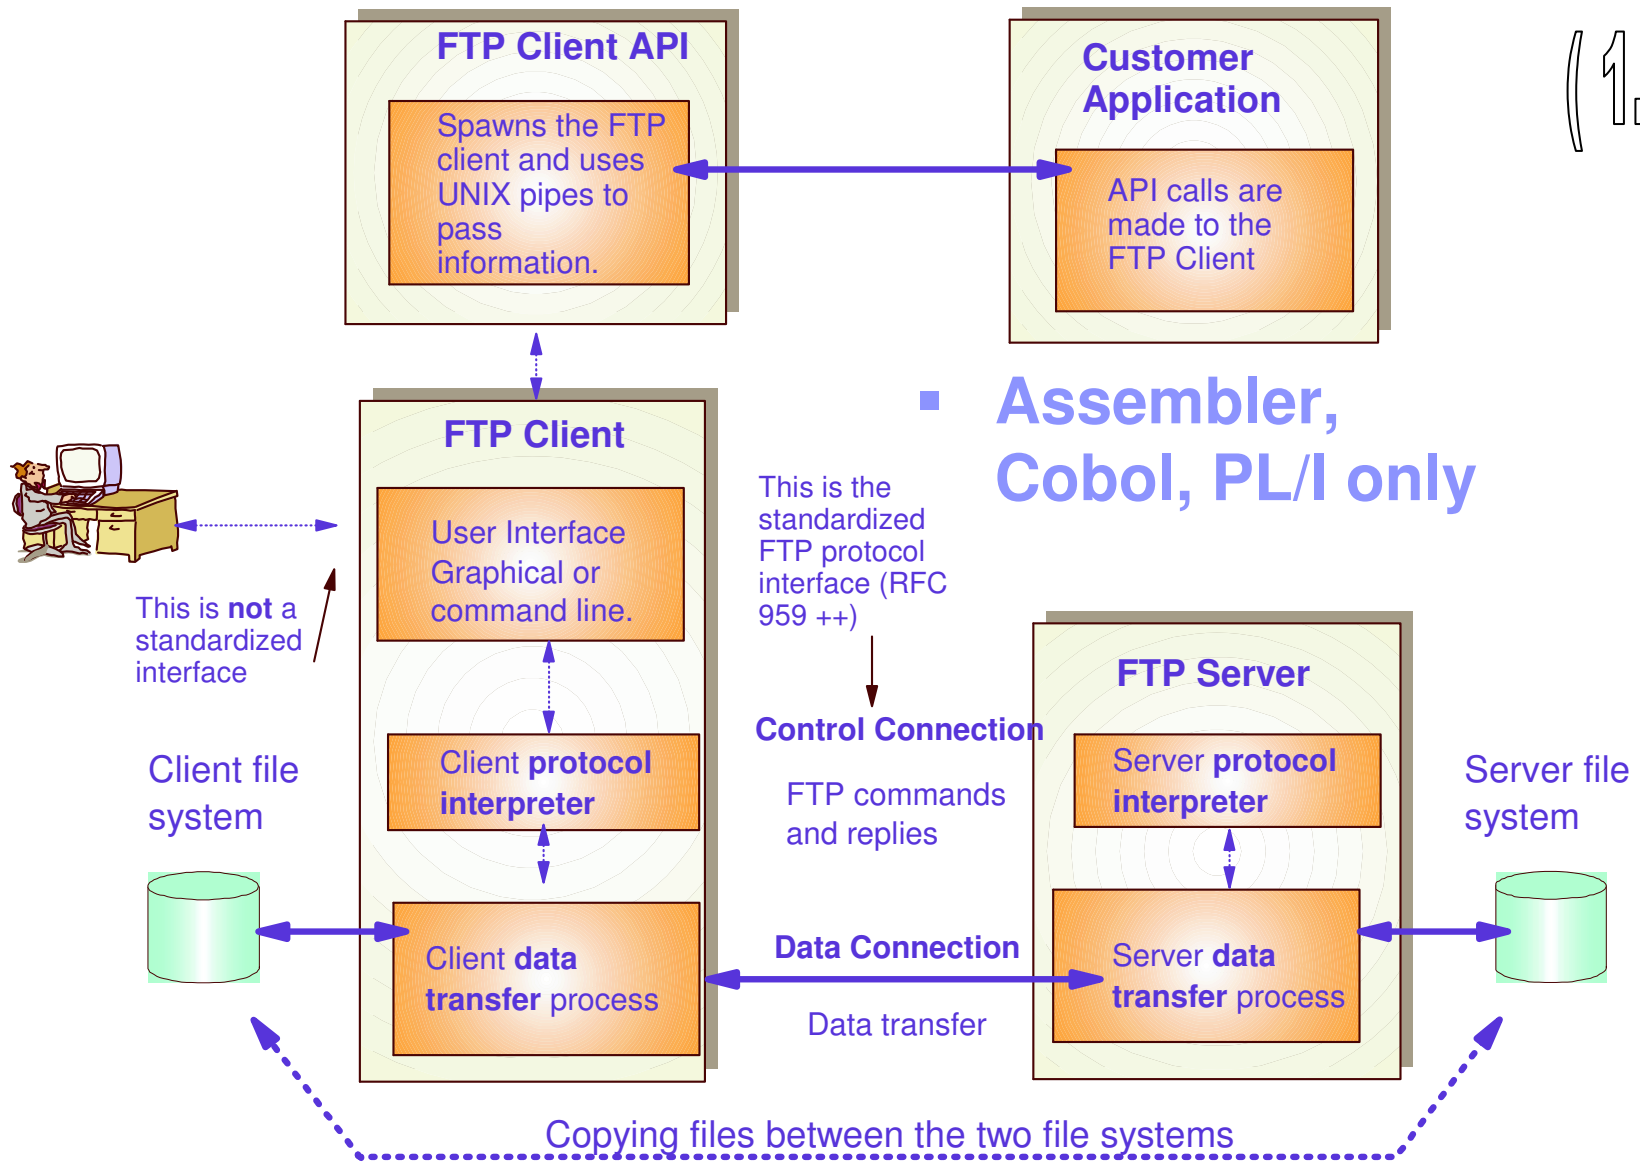 FTP Client API
Spawns the FTP
client and uses
UNIX pipes to
pass
information.
Customer
Application
API calls are
made to the
FTP Client
(1.
▪ Assembler,
Cobol, PL/I only
FTP Client
User Interface
Graphical or
command line.
This is not a
standardized
interface
This is the
standardized
FTP protocol
interface (RFC
959 ++)
Control Connection
FTP commands
and replies
Client protocol
interpreter
FTP Server
Server protocol
interpreter
Client file
system
Server file
system
Client data
transfer process
Data Connection
Data transfer
Server data
transfer process
Copying files between the two file systems